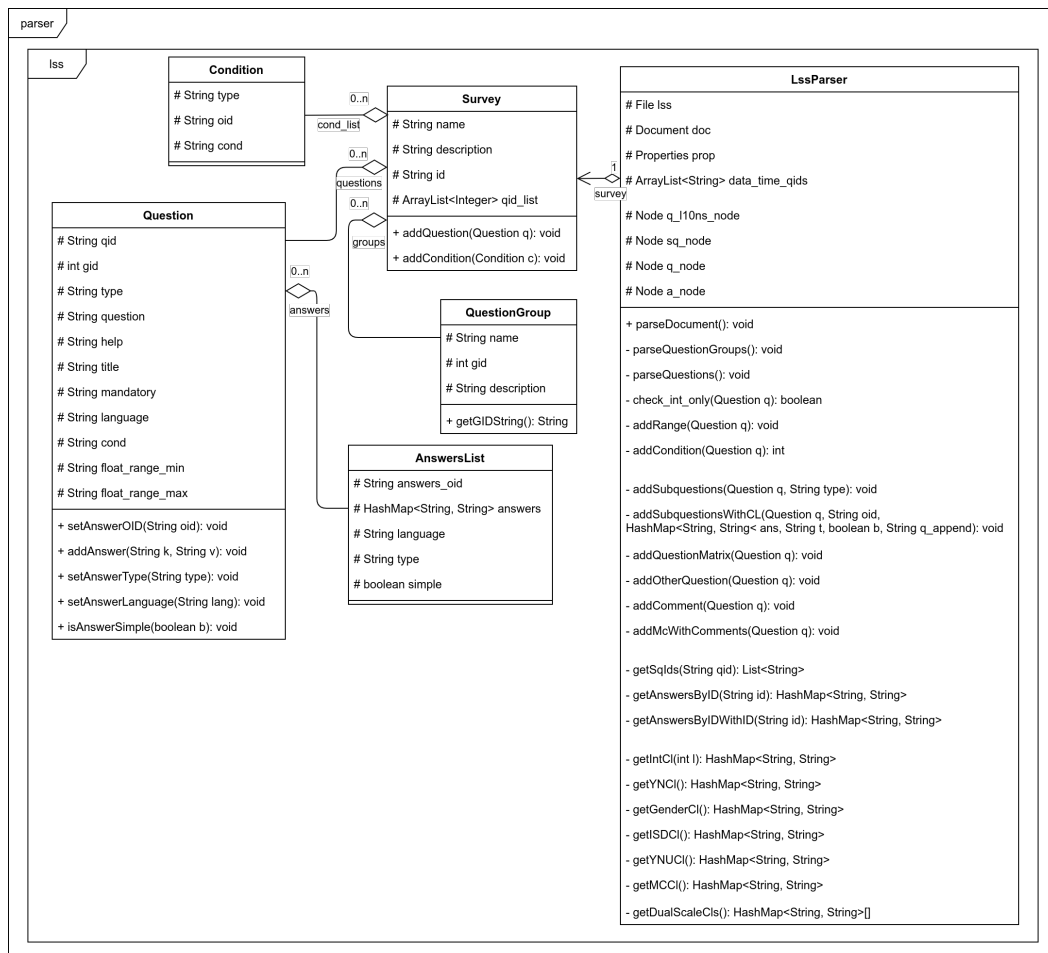 parser
lss
Condition
# String type
# String oid
# String cond
0..n
cond_list
0..n
questions
0..n
groups
Survey
# String name
# String description
# String id
# ArrayList<Integer> qid_list
+ addQuestion(Question q): void
+ addCondition(Condition c): void
1
survey
Question
# String qid
# int gid
# String type
# String question
# String help
# String title
# String mandatory
# String language
# String cond
# String float_range_min
# String float_range_max
+ setAnswerOID(String oid): void
+ addAnswer(String k, String v): void
+ setAnswerType(String type): void
+ setAnswerLanguage(String lang): void
+ isAnswerSimple(boolean b): void
0..n
answers
QuestionGroup
# String name
# int gid
# String description
+ getGIDString(): String
AnswersList
# String answers_oid
# HashMap<String, String> answers
# String language
# String type
# boolean simple
LssParser
# File lss
# Document doc
# Properties prop
# ArrayList<String> data_time_qids
# Node q_l10ns_node
# Node sq_node
# Node q_node
# Node a_node
+ parseDocument(): void
- parseQuestionGroups(): void
- parseQuestions(): void
- check_int_only(Question q): boolean
- addRange(Question q): void
- addCondition(Question q): int
- addSubquestions(Question q, String type): void
- addSubquestionsWithCL(Question q, String oid,
HashMap<String, String< ans, String t, boolean b, String q_append): void
- addQuestionMatrix(Question q): void
- addOtherQuestion(Question q): void
- addComment(Question q): void
- addMcWithComments(Question q): void
- getSqIds(String qid): List<String>
- getAnswersByID(String id): HashMap<String, String>
- getAnswersByIDWithID(String id): HashMap<String, String>
- getIntCl(int l): HashMap<String, String>
- getYNCl(): HashMap<String, String>
- getGenderCl(): HashMap<String, String>
- getISDCl(): HashMap<String, String>
- getYNUCl(): HashMap<String, String>
- getMCCl(): HashMap<String, String>
- getDualScaleCls(): HashMap<String, String>[]